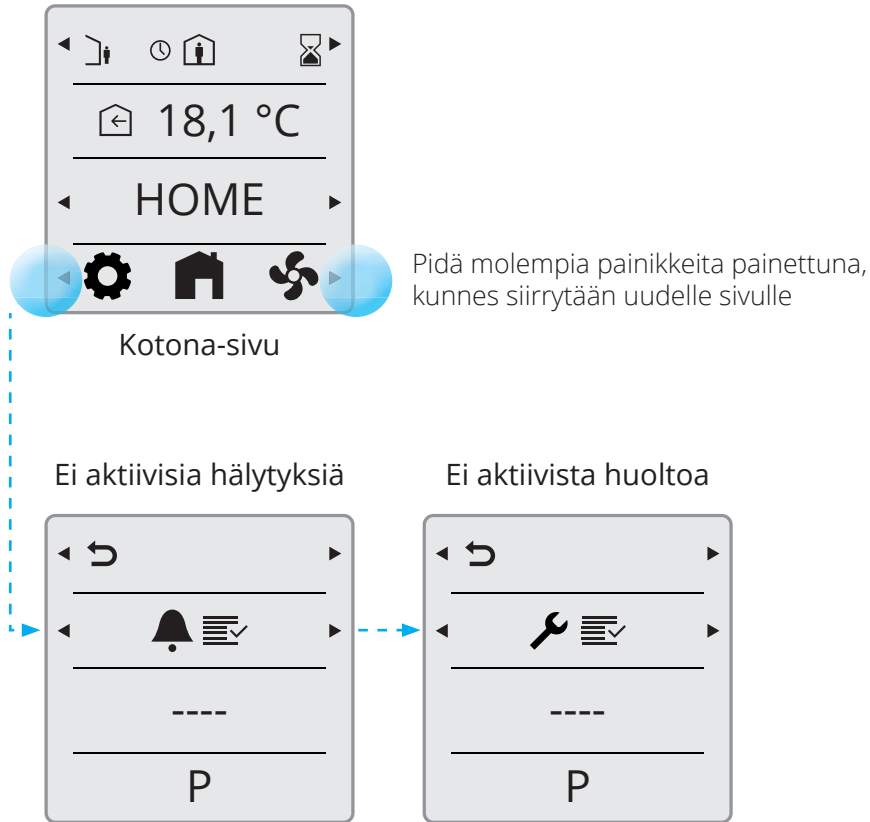 18,1 °C
HOME
Pidä molempia painikkeita painettuna,
kunnes siirrytään uudelle sivulle
Kotona-sivu
Ei aktiivisia hälytyksiä
Ei aktiivista huoltoa
----
----
P
P